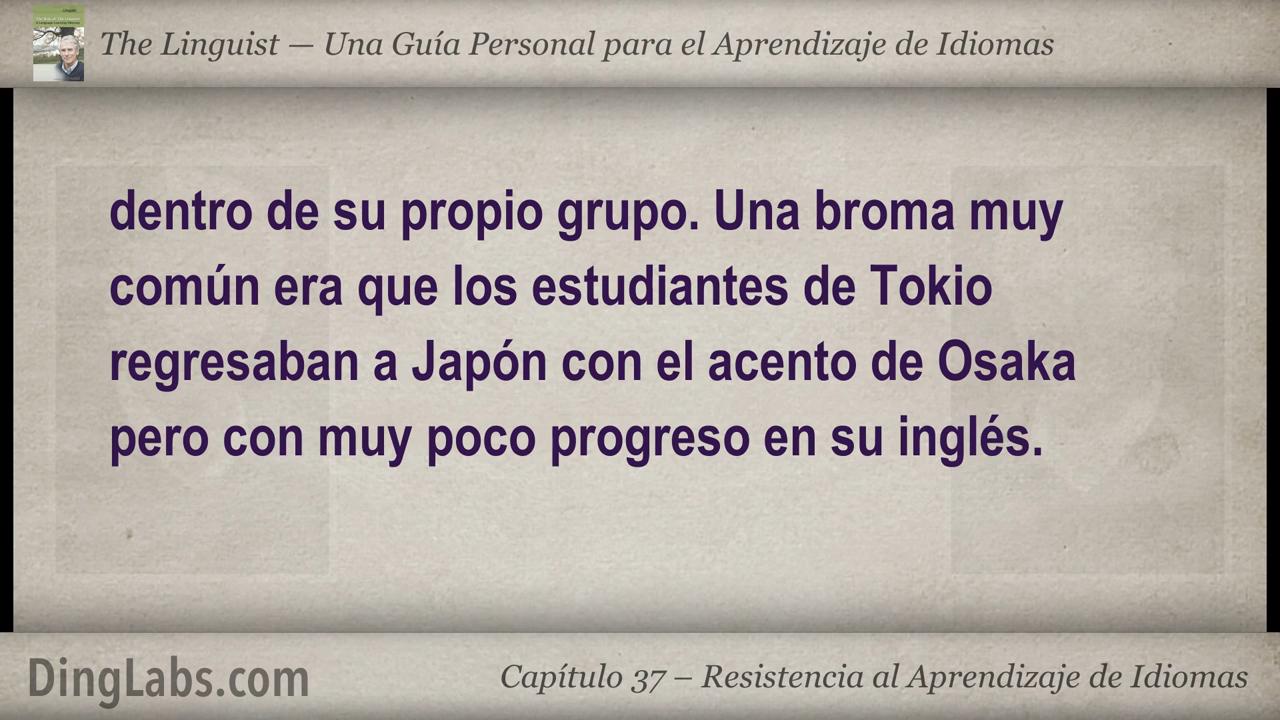 The Linguist — Una Guía Personal para el Aprendizaje de Idiomas
dentro de su propio grupo. Una broma muy
común era que los estudiantes de Tokio
regresaban a Japón con el acento de Osaka
pero con muy poco progreso en su inglés.
DingLabs.com
Capítulo 37 – Resistencia al Aprendizaje de Idiomas